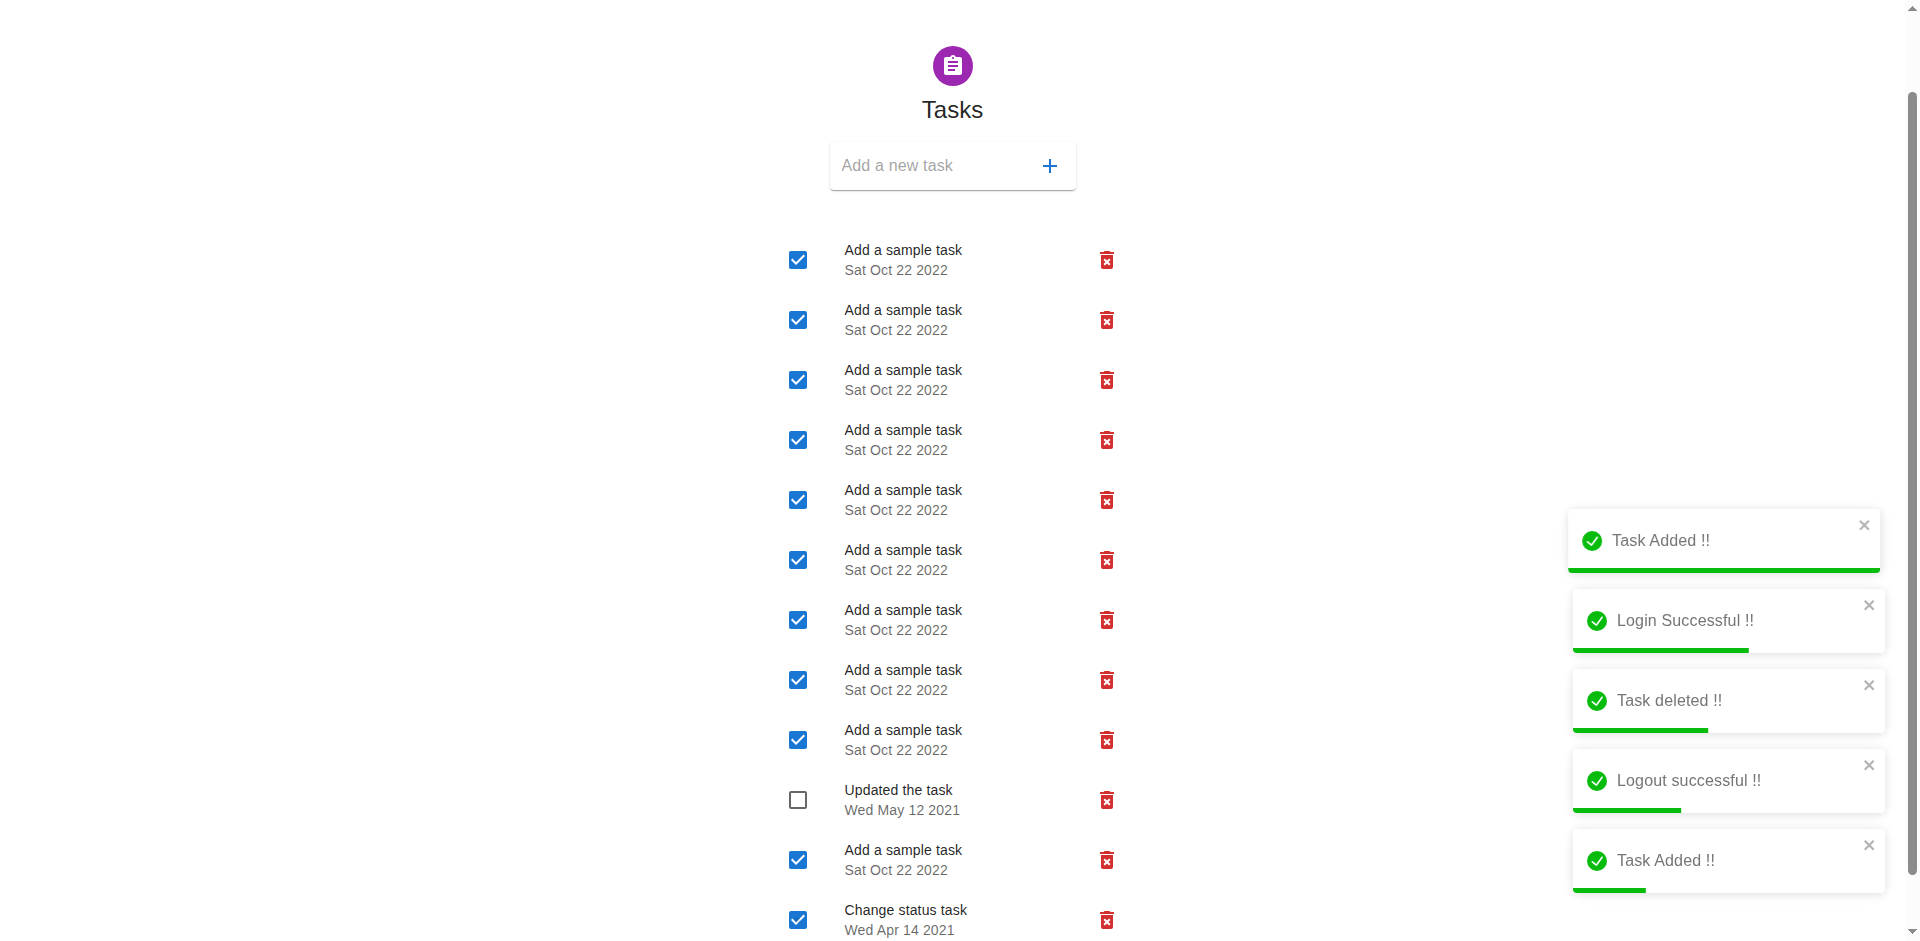 Tasks
Add a new task
Add a sample task
Sat Oct 22 2022
Add a sample task
Sat Oct 22 2022
Add a sample task
Sat Oct 22 2022
Add a sample task
Sat Oct 22 2022
Add a sample task
Sat Oct 22 2022
Add a sample task
Sat Oct 22 2022
Add a sample task
Sat Oct 22 2022
Add a sample task
Sat Oct 22 2022
Add a sample task
Sat Oct 22 2022
Updated the task
Wed May 12 2021
Add a sample task
Sat Oct 22 2022
Change status task
Wed Apr 14 2021
Task Added !!
Login Successful !!
Task deleted !!
Logout successful !!
Task Added !!